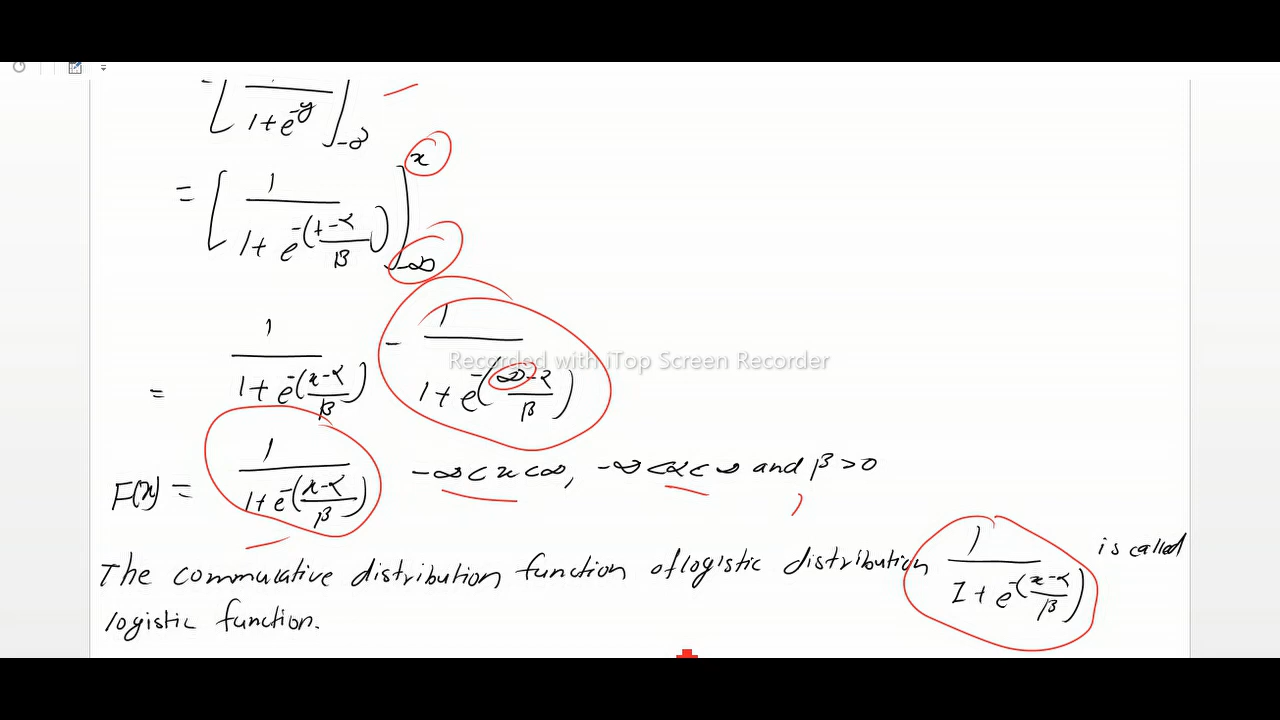 1+e^{-y} ]_{-∞}
= [ 1 / (1+e^{-((t-α)/β)}) ]_{-∞}^{x}
Recorded with iTop Screen Recorder
= 1 / (1+e^{-((x-α)/β)}) - 1 / (1+e^{-((∞-α)/β)})
F(x) = 1 / (1+e^{-((x-α)/β)}) -∞<x<∞, -∞<α<∞ and β>0
The commulative distribution function of logistic distribution 1 / (1+e^{-((x-α)/β)}) is called
logistic function.